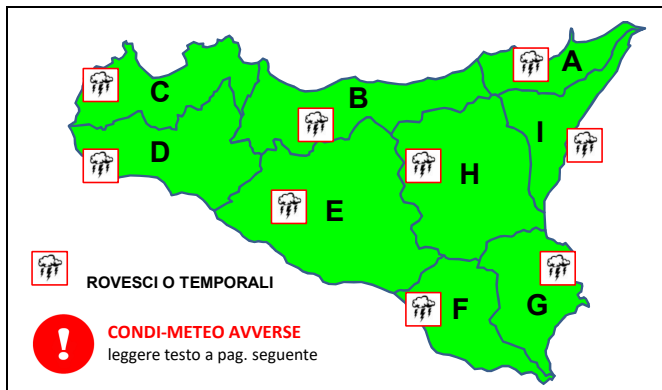 A
C
B
I
D
H
E
F
G
ROVESCI O TEMPORALI
!
CONDI-METEO AVVERSE
leggere testo a pag. seguente